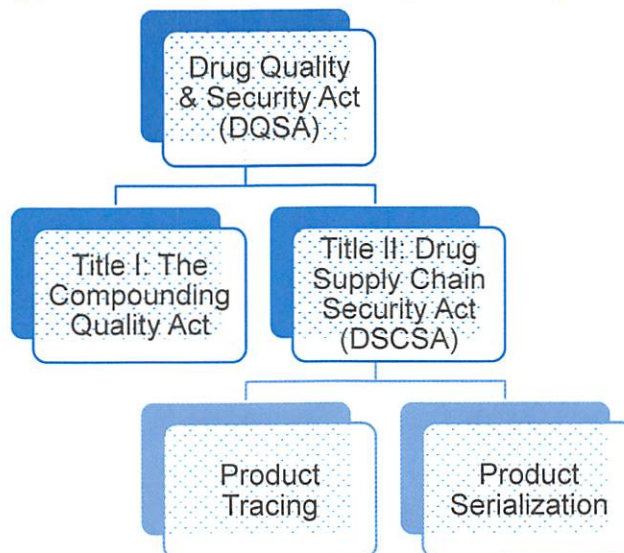 Drug Quality
& Security Act
(DQSA)
Title I: The
Compounding
Quality Act
Title II: Drug
Supply Chain
Security Act
(DSCSA)
Product
Tracing
Product
Serialization